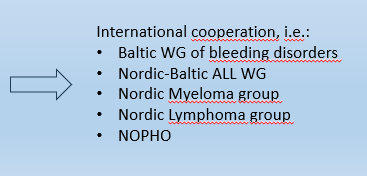 International cooperation, i.e.:
• Baltic WG of bleeding disorders
• Nordic-Baltic ALL WG
• Nordic Myeloma group
• Nordic Lymphoma group
• NOPHO